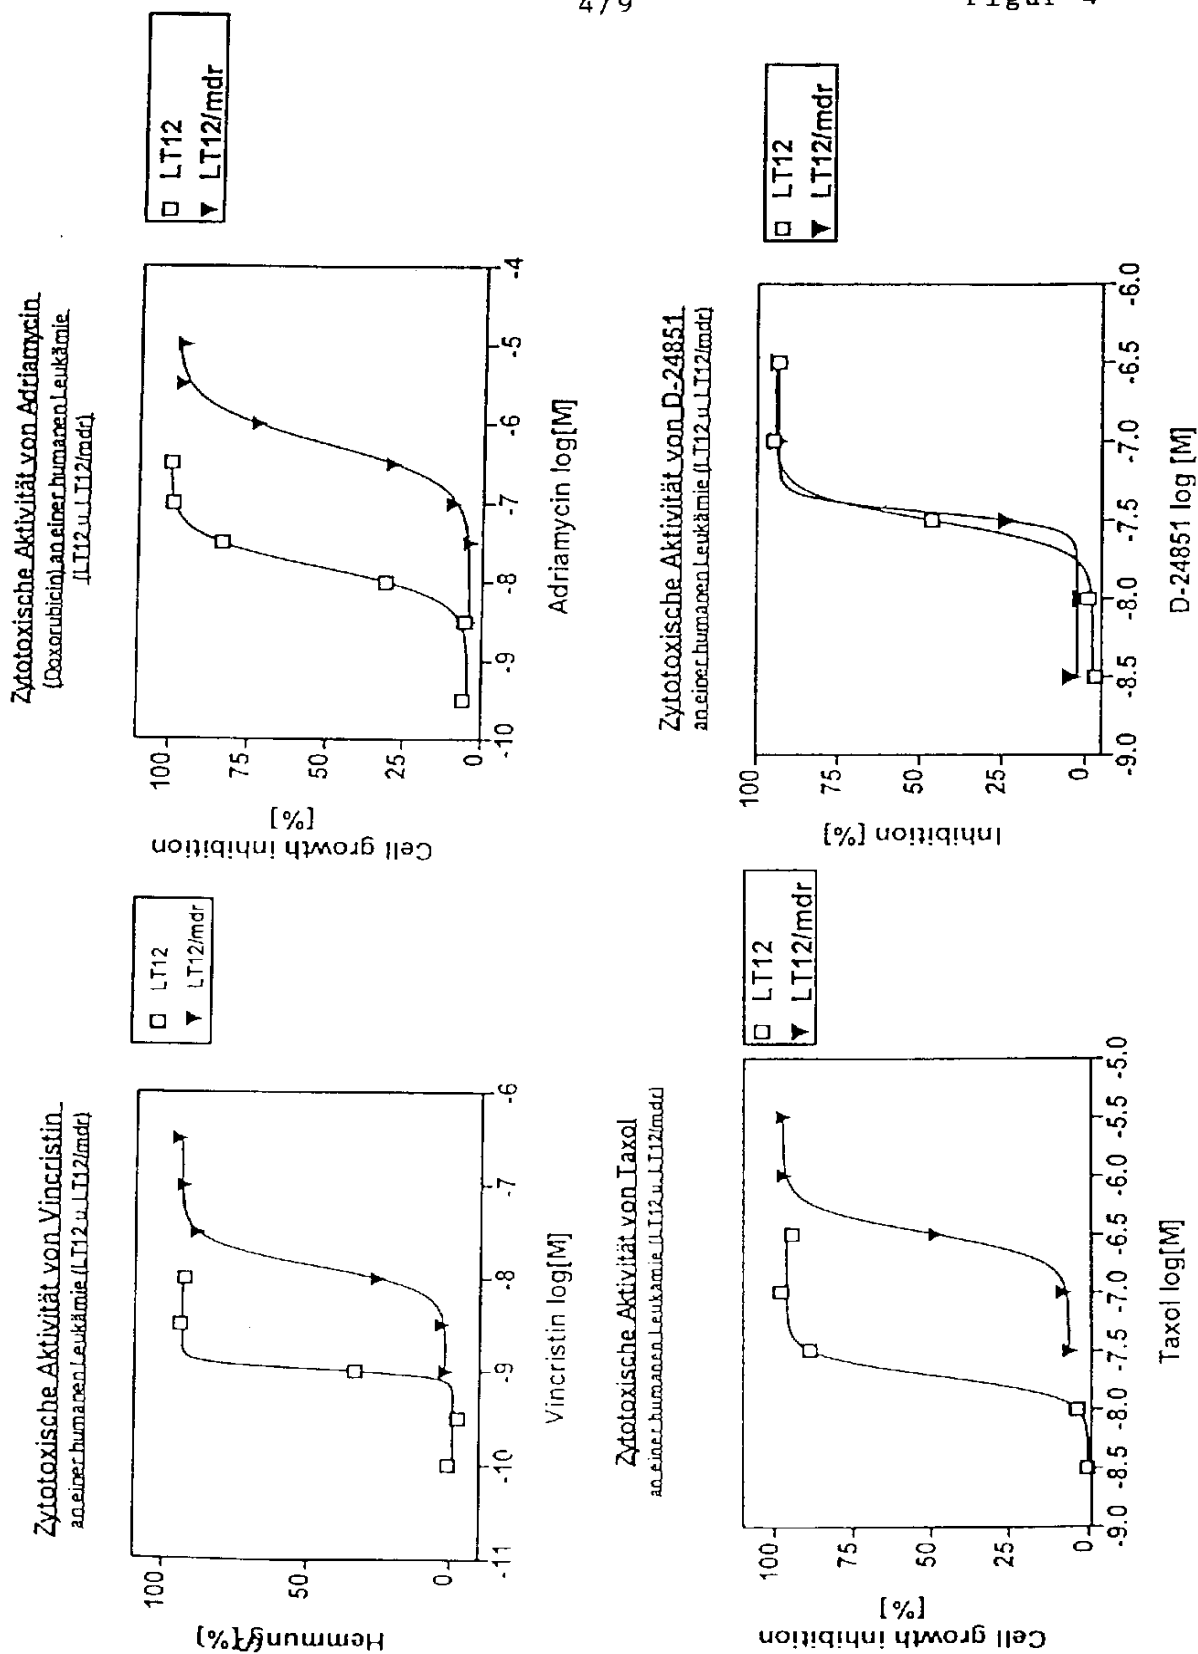 4/9
Figur 4
Zytotoxische Aktivität von Vincristin
an einer humanen Leukämie (LT12 u. LT12/mdr)
LT12
LT12/mdr
Hemmung [%]
100
50
0
-11
-10
-9
-8
-7
-6
Vincristin log[M]
Zytotoxische Aktivität von Adriamycin
(Doxorubicin) an einer humanen Leukämie
(LT12 u. LT12/mdr)
LT12
LT12/mdr
Cell growth inhibition
[%]
100
75
50
25
0
-10
-9
-8
-7
-6
-5
-4
Adriamycin log[M]
Zytotoxische Aktivität von Taxol
an einer humanen Leukämie (LT12 u. LT12/mdr)
LT12
LT12/mdr
Cell growth inhibition
[%]
100
75
50
25
0
-9.0
-8.5
-8.0
-7.5
-7.0
-6.5
-6.0
-5.5
-5.0
Taxol log[M]
Zytotoxische Aktivität von D-24851
an einer humanen Leukämie (LT12 u. LT12/mdr)
LT12
LT12/mdr
Inhibition [%]
100
75
50
25
0
-9.0
-8.5
-8.0
-7.5
-7.0
-6.5
-6.0
D-24851 log [M]